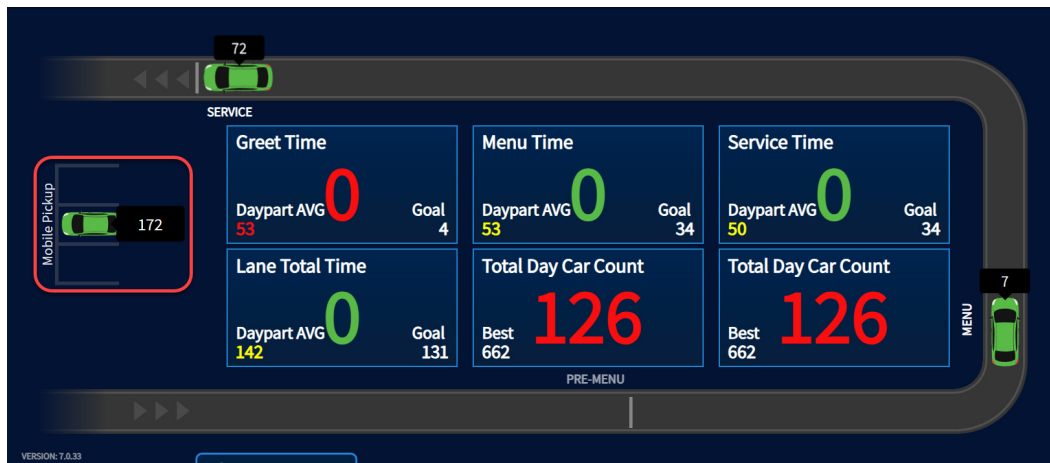 72
SERVICE
Greet Time
0
Daypart AVG
53
Goal
4
Menu Time
0
Daypart AVG
53
Goal
34
Service Time
0
Daypart AVG
50
Goal
34
Mobile Pickup
172
Lane Total Time
0
Daypart AVG
142
Goal
131
Total Day Car Count
126
Best
662
Total Day Car Count
126
Best
662
7
MENU
PRE-MENU
VERSION: 7.0.33